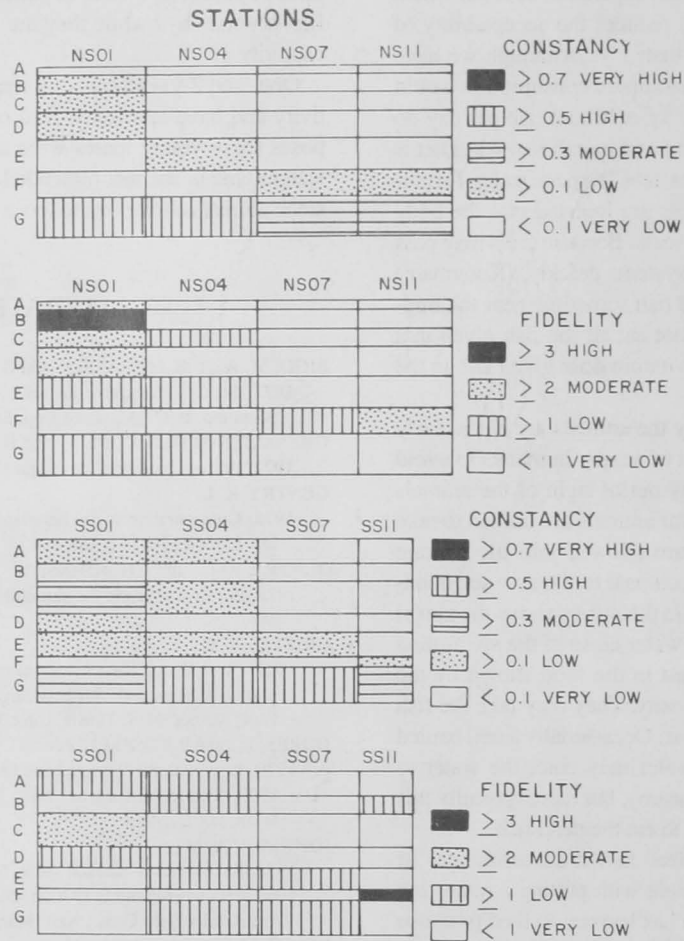 STATIONS
NS01 NS04 NS07 NS11
A
B
C
D
E
F
G
CONSTANCY
≥ 0.7 VERY HIGH
≥ 0.5 HIGH
≥ 0.3 MODERATE
≥ 0.1 LOW
< 0.1 VERY LOW
NS01 NS04 NS07 NS11
A
B
C
D
E
F
G
FIDELITY
≥ 3 HIGH
≥ 2 MODERATE
≥ 1 LOW
< 1 VERY LOW
SS01 SS04 SS07 SS11
A
B
C
D
E
F
G
CONSTANCY
≥ 0.7 VERY HIGH
≥ 0.5 HIGH
≥ 0.3 MODERATE
≥ 0.1 LOW
< 0.1 VERY LOW
SS01 SS04 SS07 SS11
A
B
C
D
E
F
G
FIDELITY
≥ 3 HIGH
≥ 2 MODERATE
≥ 1 LOW
< 1 VERY LOW